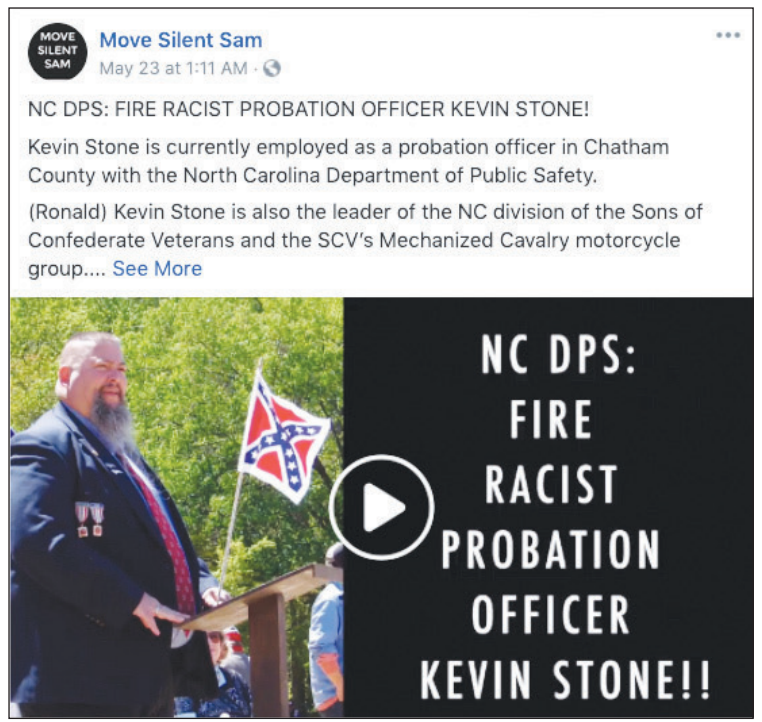 MOVE
SILENT
SAM
Move Silent Sam
May 23 at 1:11 AM ·
NC DPS: FIRE RACIST PROBATION OFFICER KEVIN STONE!
Kevin Stone is currently employed as a probation officer in Chatham
County with the North Carolina Department of Public Safety.
(Ronald) Kevin Stone is also the leader of the NC division of the Sons of
Confederate Veterans and the SCV's Mechanized Cavalry motorcycle
group.... See More
NC DPS:
FIRE
RACIST
PROBATION
OFFICER
KEVIN STONE!!